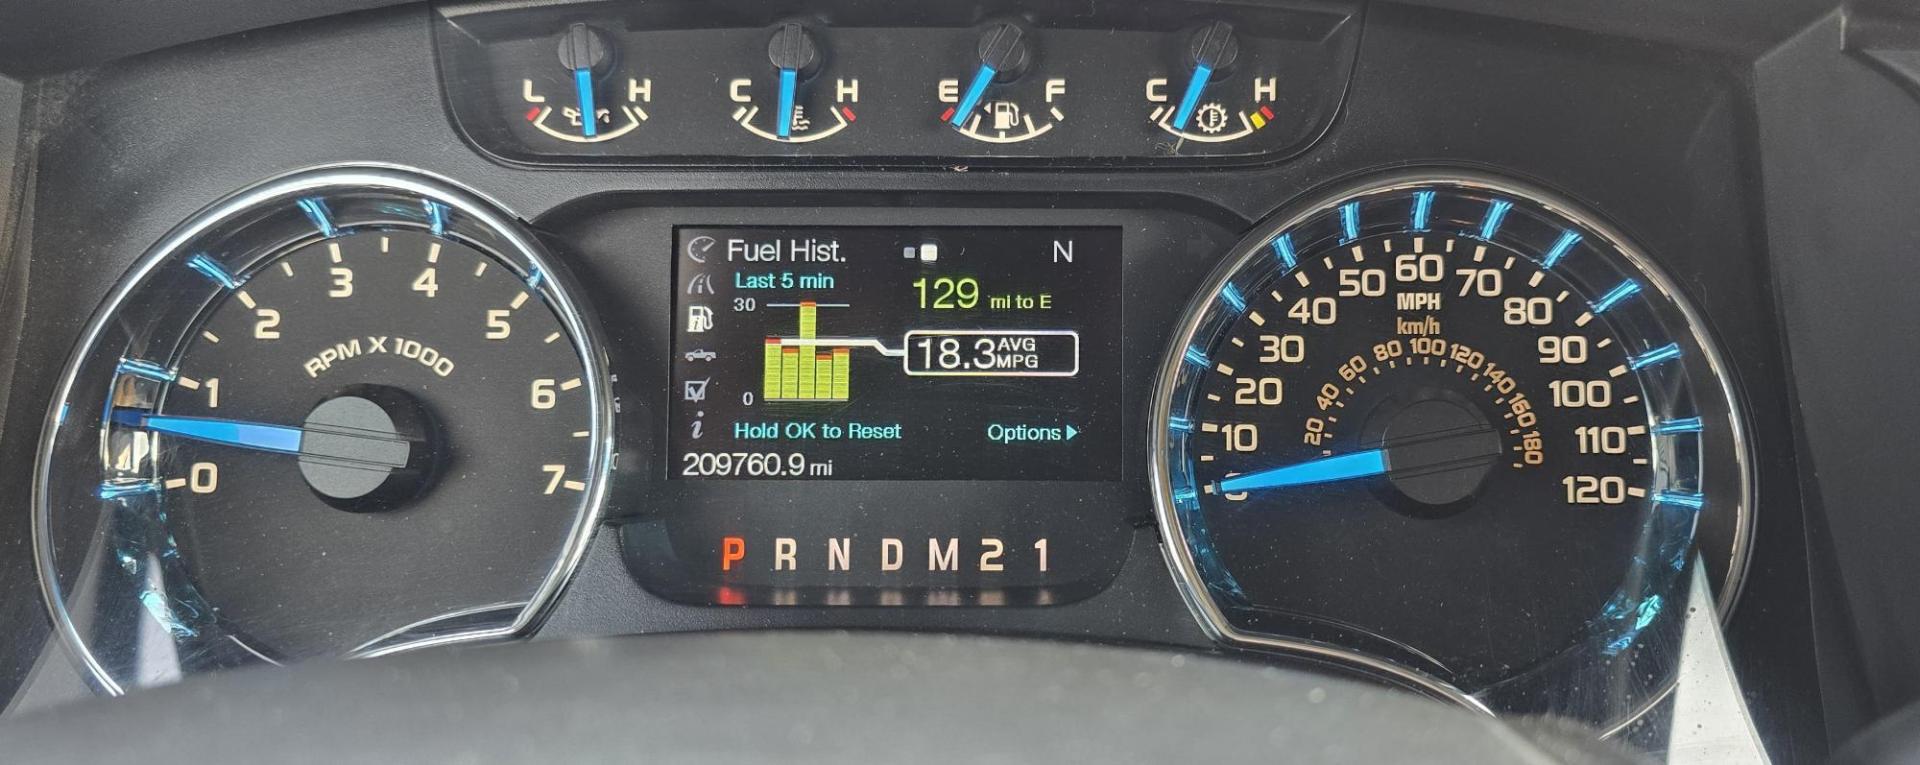 L H
C H
E F
C H
Fuel Hist.
N
Last 5 min
30
129 mi to E
18.3 AVG MPG
0
Hold OK to Reset
Options
209760.9 mi
P R N D M 2 1
0 1 2 3 4 5 6 7
RPM X 1000
0 10 20 30 40 50 60 70 80 90 100 110 120
MPH
km/h
20 40 60 80 100 120 140 160 180